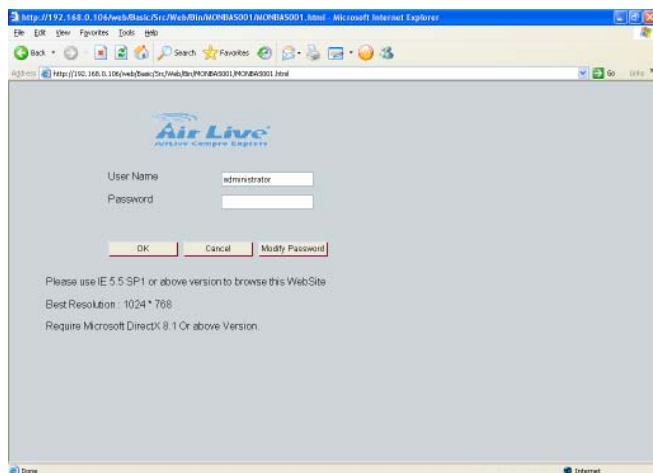 http://192.168.0.106/web/Basic/Src/Web/Bin/MONBAS001/MONBAS001.html - Microsoft Internet Explorer
File Edit View Favorites Tools Help
Back Search Favorites
Address http://192.168.0.106/web/Basic/Src/Web/Bin/MONBAS001/MONBAS001.html Go Links
Air Live
AirLive Campro Explore
User Name administrator
Password
OK Cancel Modify Password
Please use IE 5.5 SP1 or above version to browse this WebSite
Best Resolution : 1024 * 768
Require Microsoft DirectX 8.1 Or above Version.
Done Internet